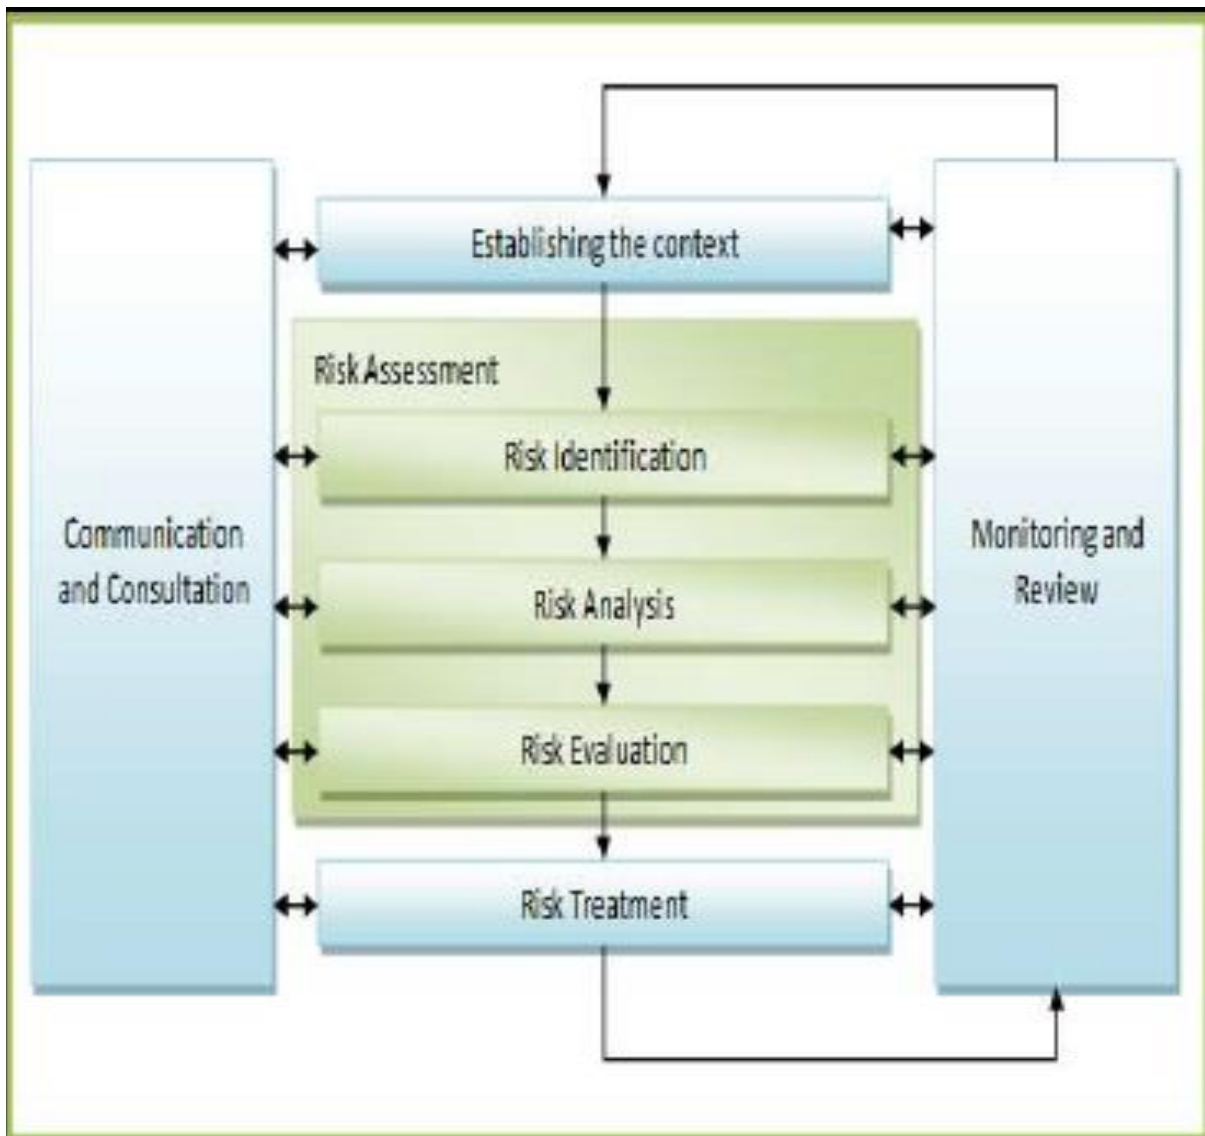 Establishing the context
Risk Assessment
Risk Identification
Communication
and Consultation
Monitoring and
Review
Risk Analysis
Risk Evaluation
Risk Treatment